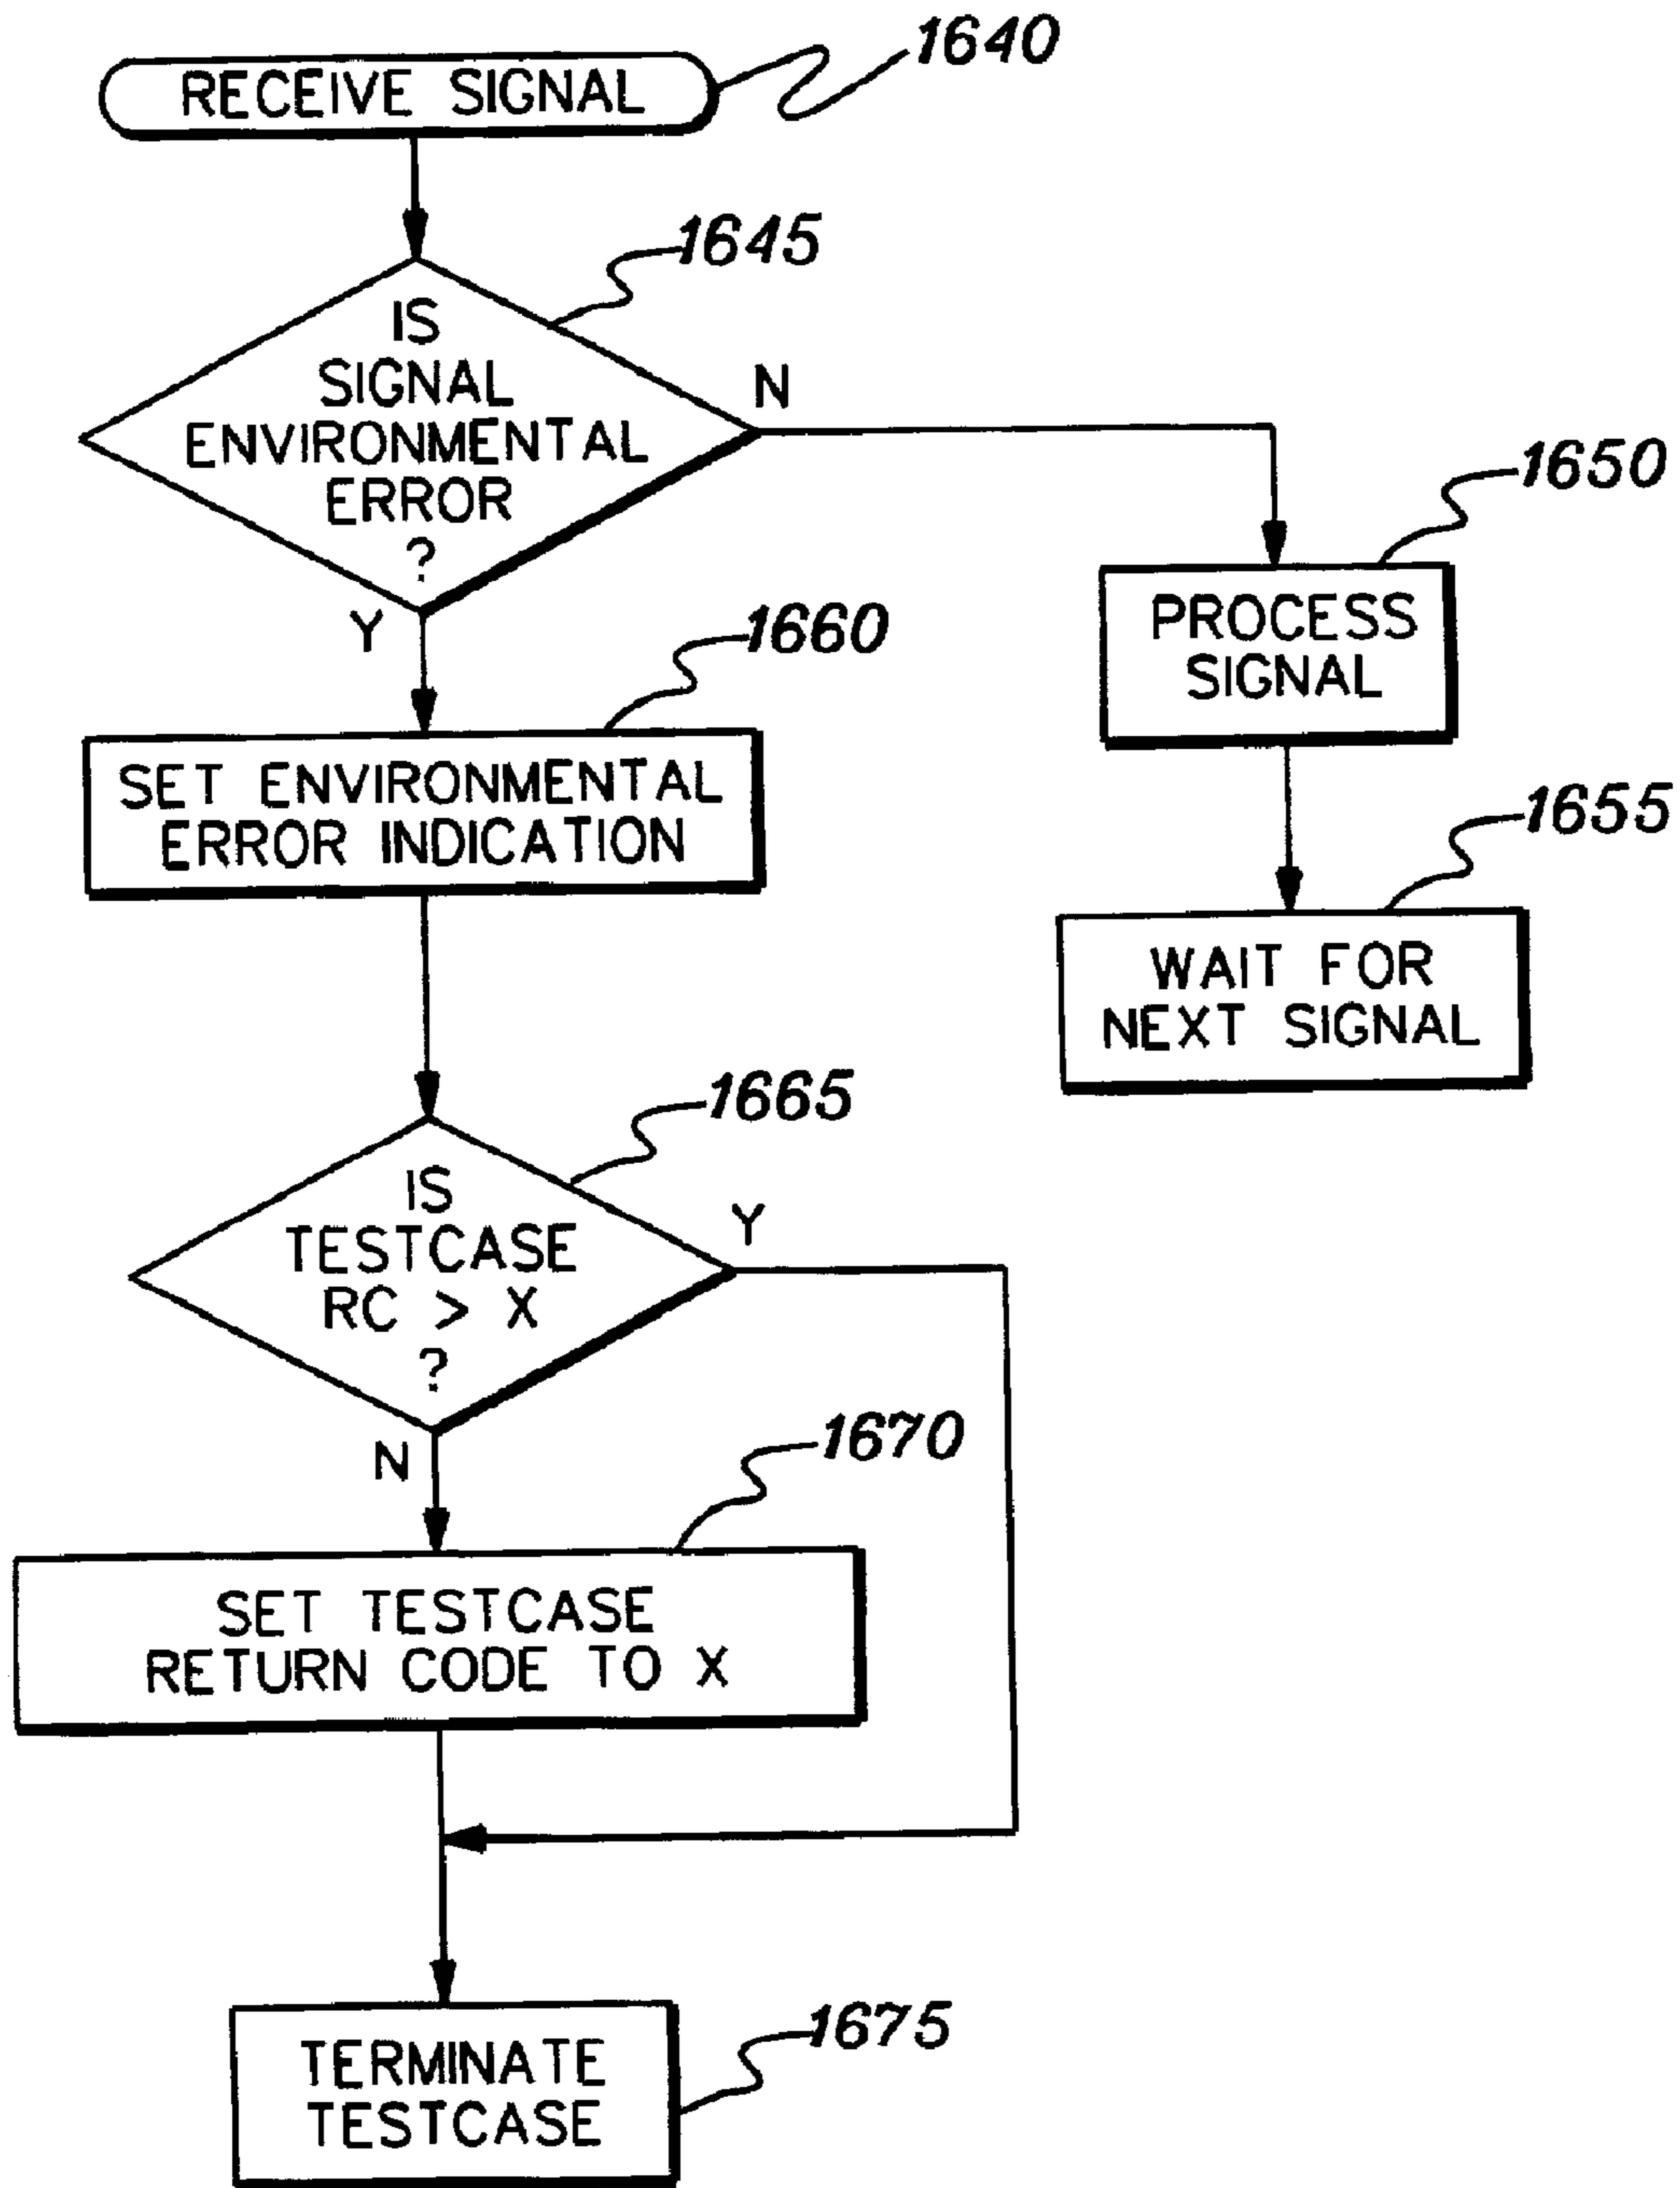 1640
RECEIVE SIGNAL
1645
IS
SIGNAL
ENVIRONMENTAL
ERROR
?
N
Y
1650
PROCESS
SIGNAL
1655
WAIT FOR
NEXT SIGNAL
1660
SET ENVIRONMENTAL
ERROR INDICATION
1665
IS
TESTCASE
RC > X
?
Y
N
1670
SET TESTCASE
RETURN CODE TO X
1675
TERMINATE
TESTCASE